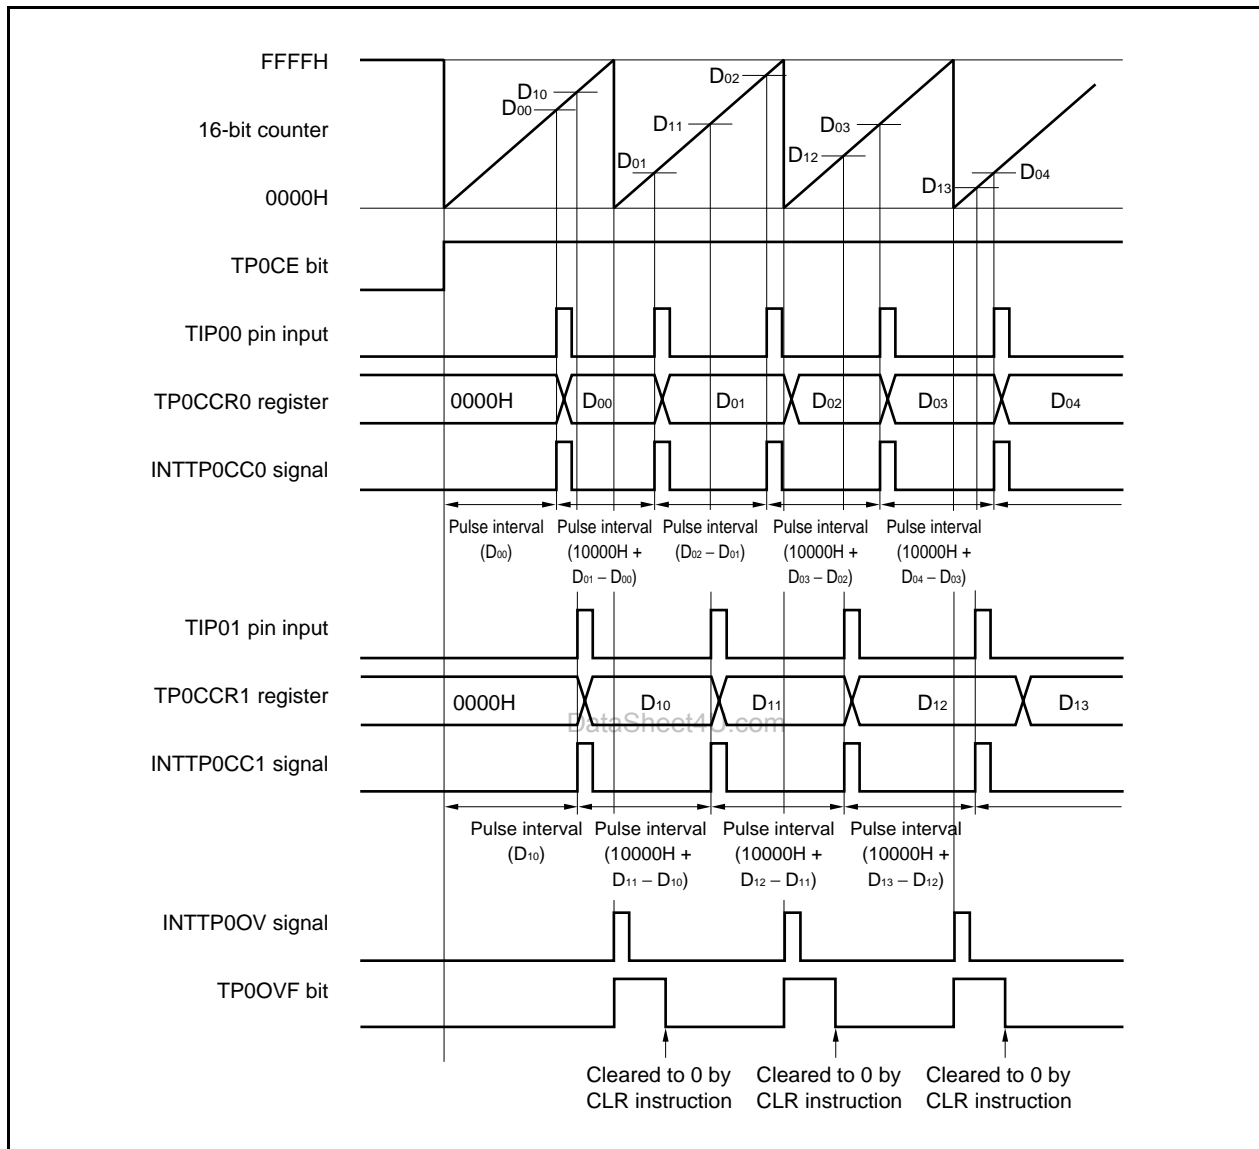 FFFFH
D02
D10
D00
16-bit counter
D11
D03
D01
D12
D13
D04
0000H
TP0CE bit
TIP00 pin input
TP0CCR0 register
0000H
D00
D01
D02
D03
D04
INTTP0CC0 signal
Pulse interval
(D00)
Pulse interval
(10000H +
D01 – D00)
Pulse interval
(D02 – D01)
Pulse interval
(10000H +
D03 – D02)
Pulse interval
(10000H +
D04 – D03)
TIP01 pin input
TP0CCR1 register
0000H
D10
D11
D12
D13
DataSheet4U.com
INTTP0CC1 signal
Pulse interval
(D10)
Pulse interval
(10000H +
D11 – D10)
Pulse interval
(10000H +
D12 – D11)
Pulse interval
(10000H +
D13 – D12)
INTTP0OV signal
TP0OVF bit
Cleared to 0 by
CLR instruction
Cleared to 0 by
CLR instruction
Cleared to 0 by
CLR instruction